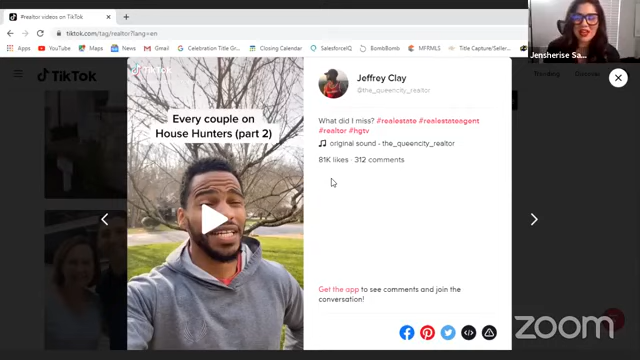 #realtor videos on TikTok
tiktok.com/tag/realtor?lang=en
Apps
YouTube
Maps
Gmail
Celebration Title Gr...
Closing Calendar
SalesforceIQ
BombBomb
MFRMLS
Title Capture/Seller...
Jensherise Sa...
TikTok
Trending
Discover
TikTok
Every couple on
House Hunters (part 2)
Jeffrey Clay
@the_queencity_realtor
What did I miss? #realestate #realestateagent
#realtor #hgtv
original sound - the_queencity_realtor
81K likes · 312 comments
Get the app to see comments and join the
conversation!
zoom